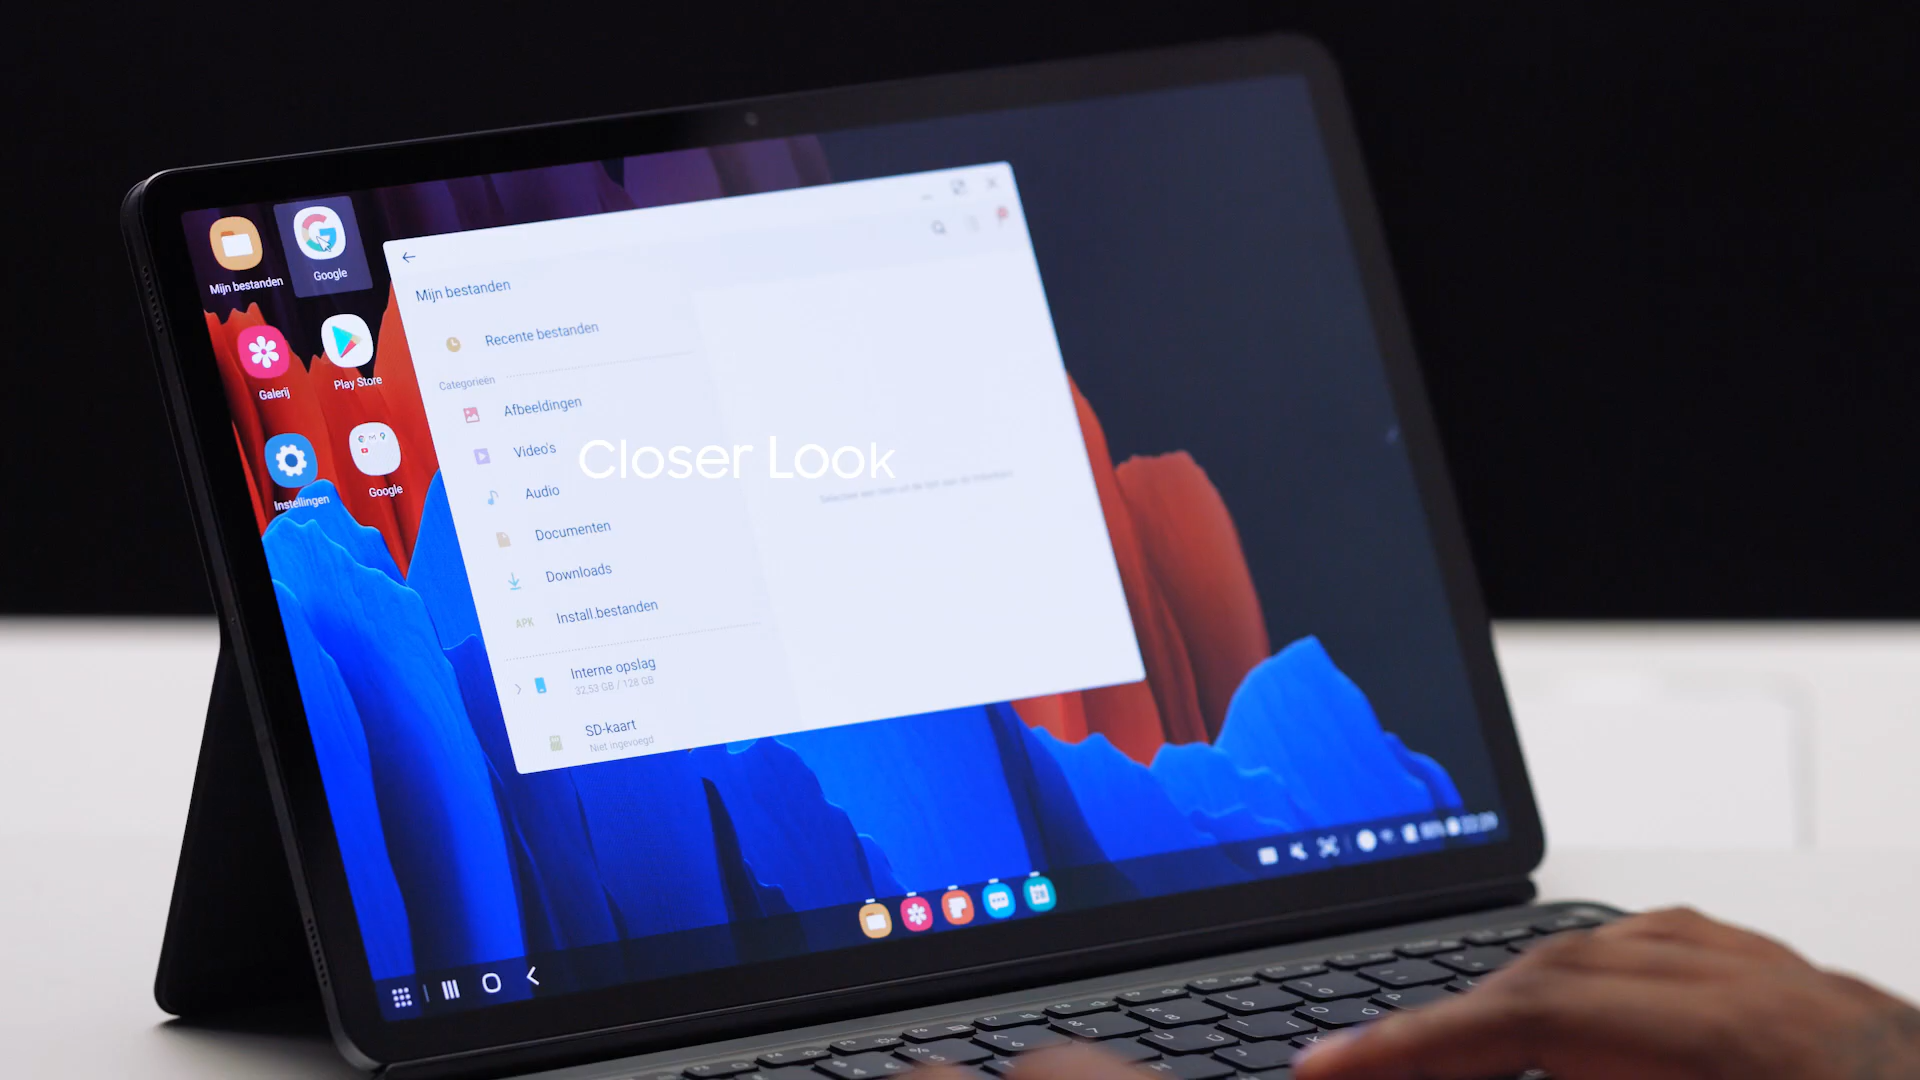 Mijn bestanden
Google
Galerij
Play Store
Instellingen
Google
Mijn bestanden
Recente bestanden
Categorieën
Afbeeldingen
Video's
Closer Look
Audio
Documenten
Downloads
APK Install.bestanden
Interne opslag
32,53 GB / 128 GB
SD-kaart
Niet ingevoegd